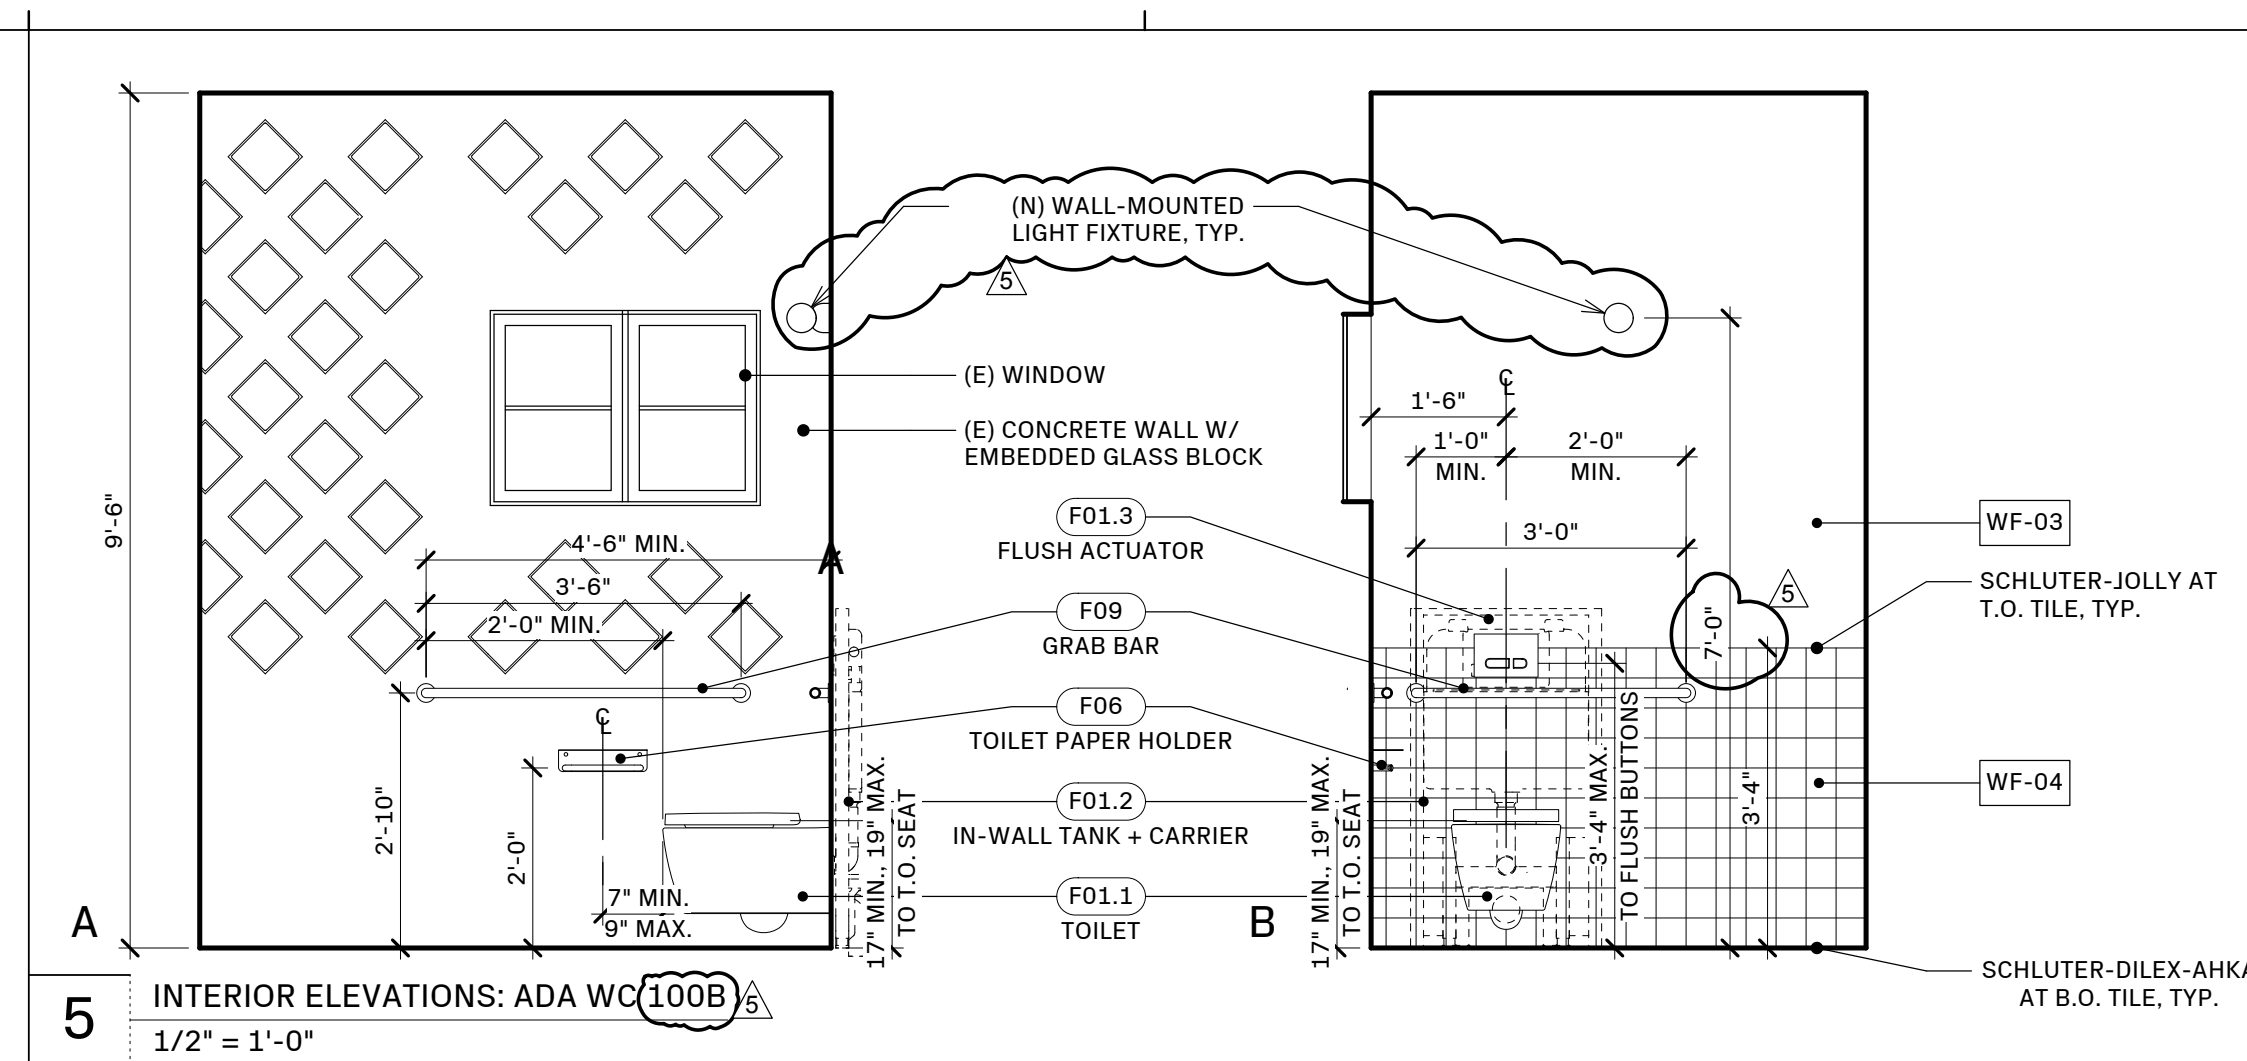 (N) WALL-MOUNTED
LIGHT FIXTURE, TYP.
5
(E) WINDOW
(E) CONCRETE WALL W/
EMBEDDED GLASS BLOCK
9'-6"
4'-6" MIN.
A
3'-6"
2'-0" MIN.
2'-10"
2'-0"
℄
7" MIN.
9" MAX.
17" MIN., 19" MAX.
TO T.O. SEAT
A
F01.3
FLUSH ACTUATOR
F09
GRAB BAR
F06
TOILET PAPER HOLDER
F01.2
IN-WALL TANK + CARRIER
F01.1
TOILET
℄
1'-6"
1'-0"
MIN.
2'-0"
MIN.
3'-0"
7'-0"
5
3'-4" MAX.
TO FLUSH BUTTONS
3'-4"
17" MIN., 19" MAX.
TO T.O. SEAT
B
WF-03
SCHLUTER-JOLLY AT
T.O. TILE, TYP.
WF-04
SCHLUTER-DILEX-AHKA
AT B.O. TILE, TYP.
5
INTERIOR ELEVATIONS: ADA WC 100B
5
1/2" = 1'-0"